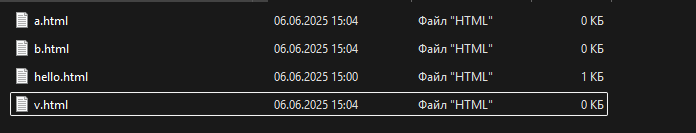 a.html 06.06.2025 15:04 Файл "HTML" 0 КБ
b.html 06.06.2025 15:04 Файл "HTML" 0 КБ
hello.html 06.06.2025 15:00 Файл "HTML" 1 КБ
v.html 06.06.2025 15:04 Файл "HTML" 0 КБ